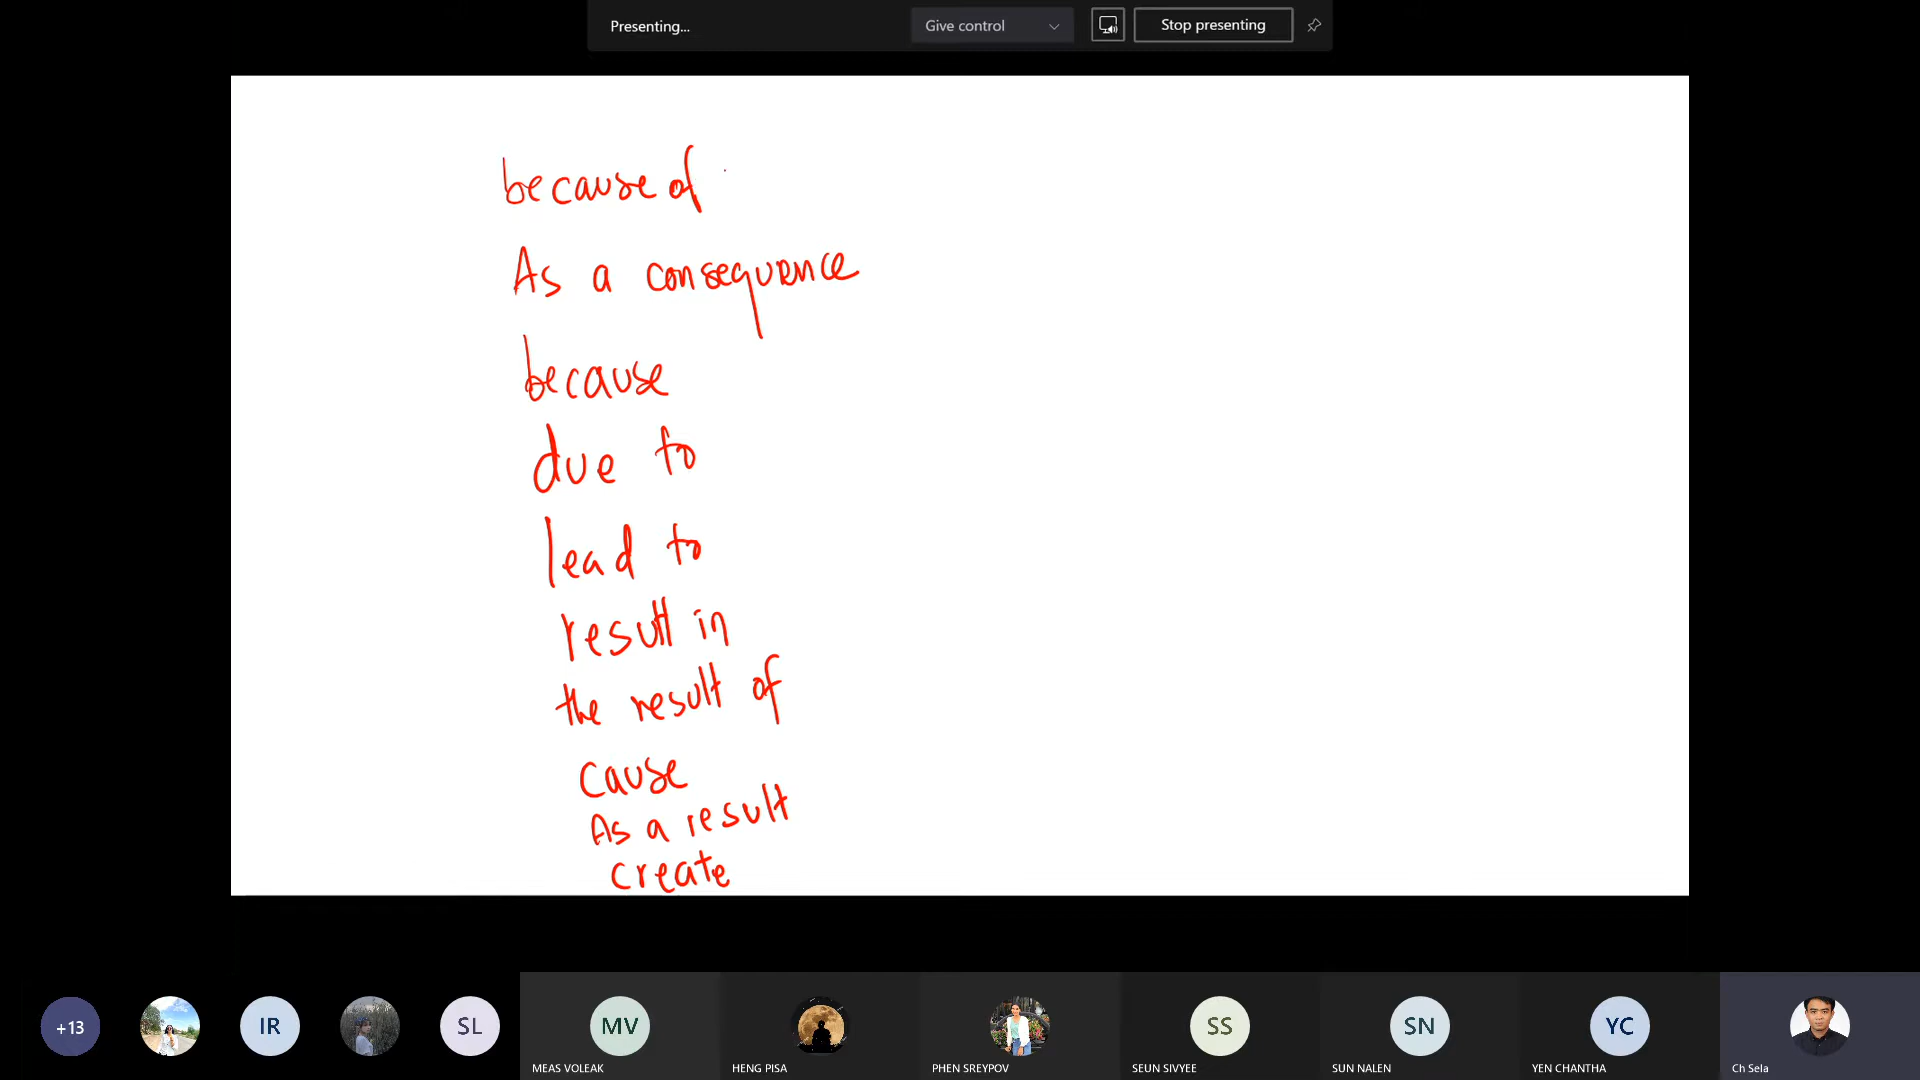 Presenting...
Give control
Stop presenting
because of
As a consequence
because
due to
lead to
result in
the result of
cause
As a result
create
+13
IR
SL
MV
SS
SN
YC
MEAS VOLEAK
HENG PISA
PHEN SREYPOV
SEUN SIVYEE
SUN NALEN
YEN CHANTHA
Ch Sela